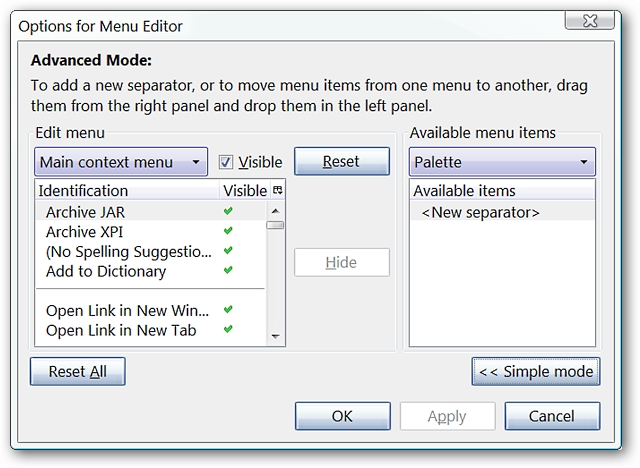 Options for Menu Editor
Advanced Mode:
To add a new separator, or to move menu items from one menu to another, drag
them from the right panel and drop them in the left panel.
Edit menu
Available menu items
Main context menu
Visible
Reset
Palette
Identification Visible
Available items
Archive JAR
<New separator>
Archive XPI
(No Spelling Suggestio...
Add to Dictionary
Hide
Open Link in New Win...
Open Link in New Tab
Reset All
<< Simple mode
OK
Apply
Cancel